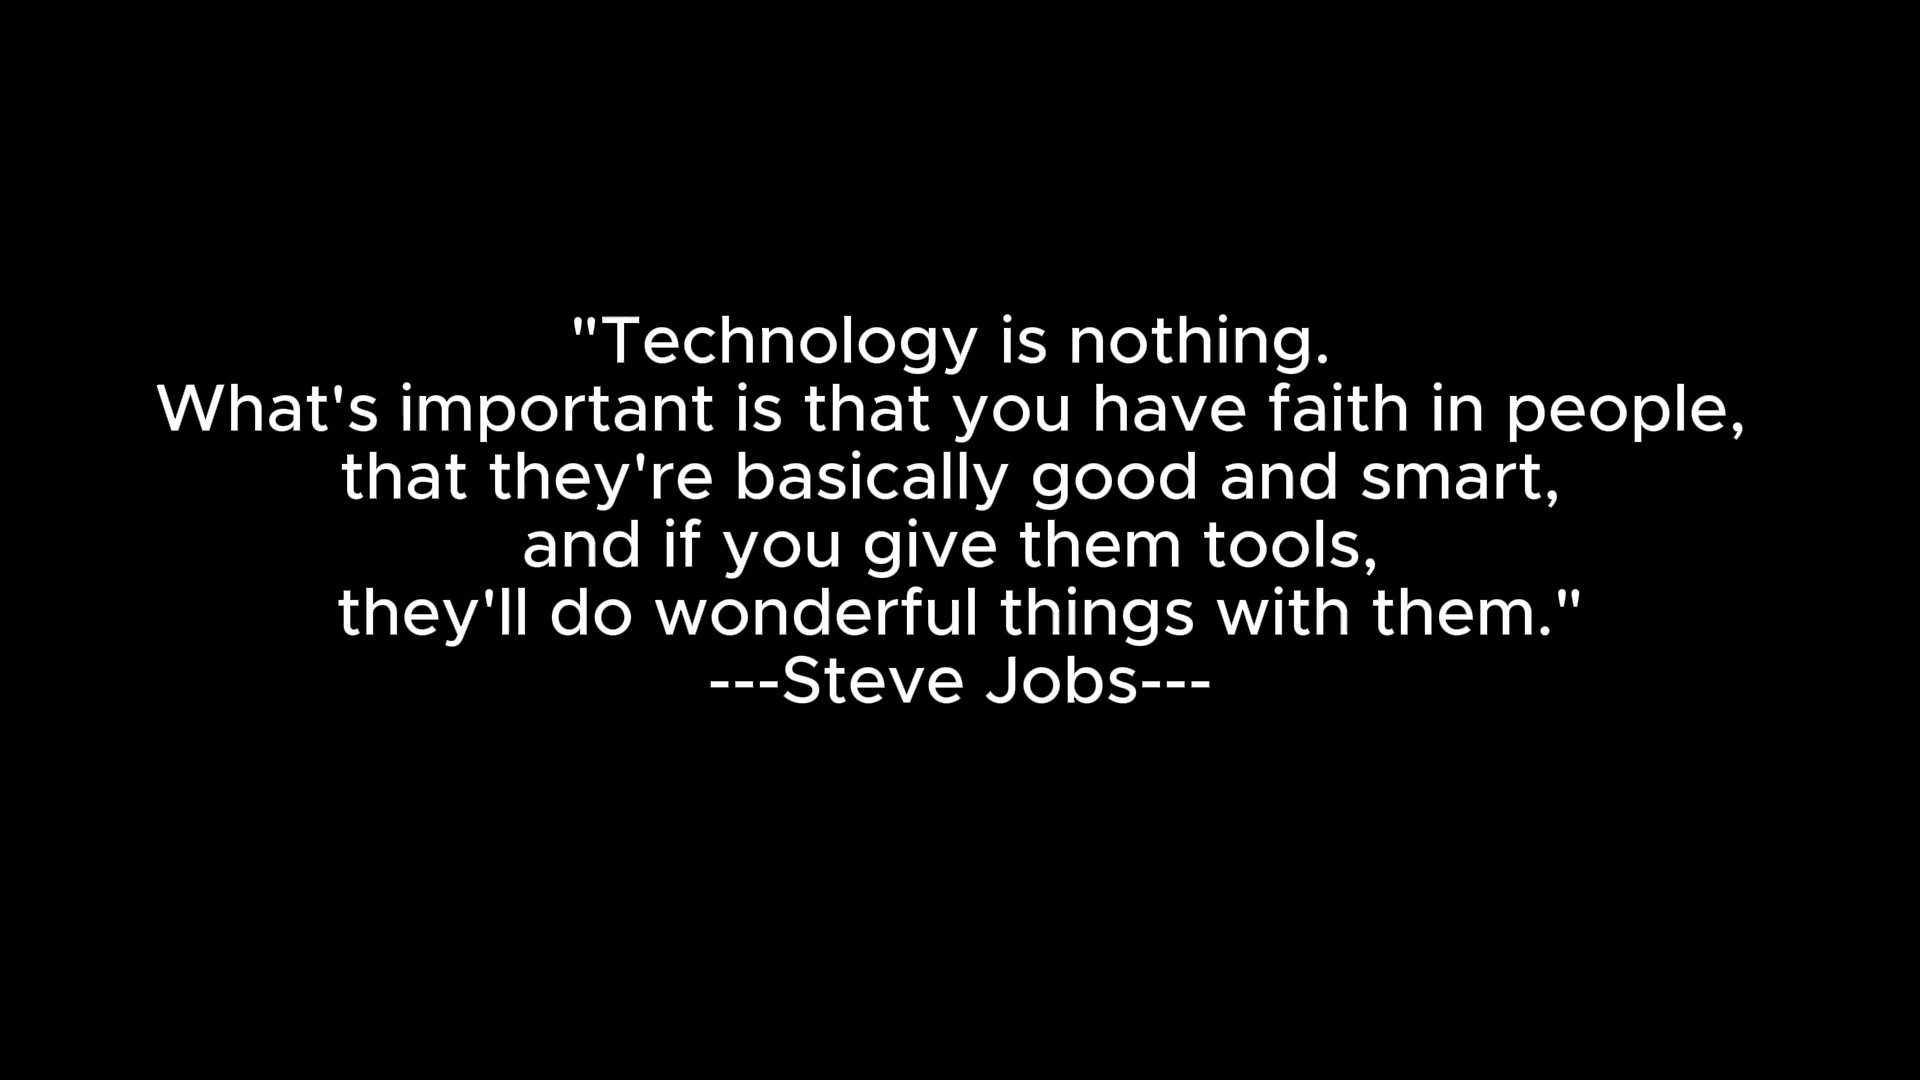 "Technology is nothing.
What's important is that you have faith in people,
that they're basically good and smart,
and if you give them tools,
they'll do wonderful things with them."
---Steve Jobs---